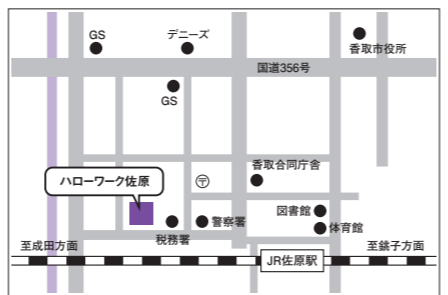 GS
デニーズ
香取市役所
国道356号
GS
香取合同庁舎
ハローワーク佐原
〒
図書館
警察署
体育館
税務署
至成田方面
至銚子方面
JR佐原駅